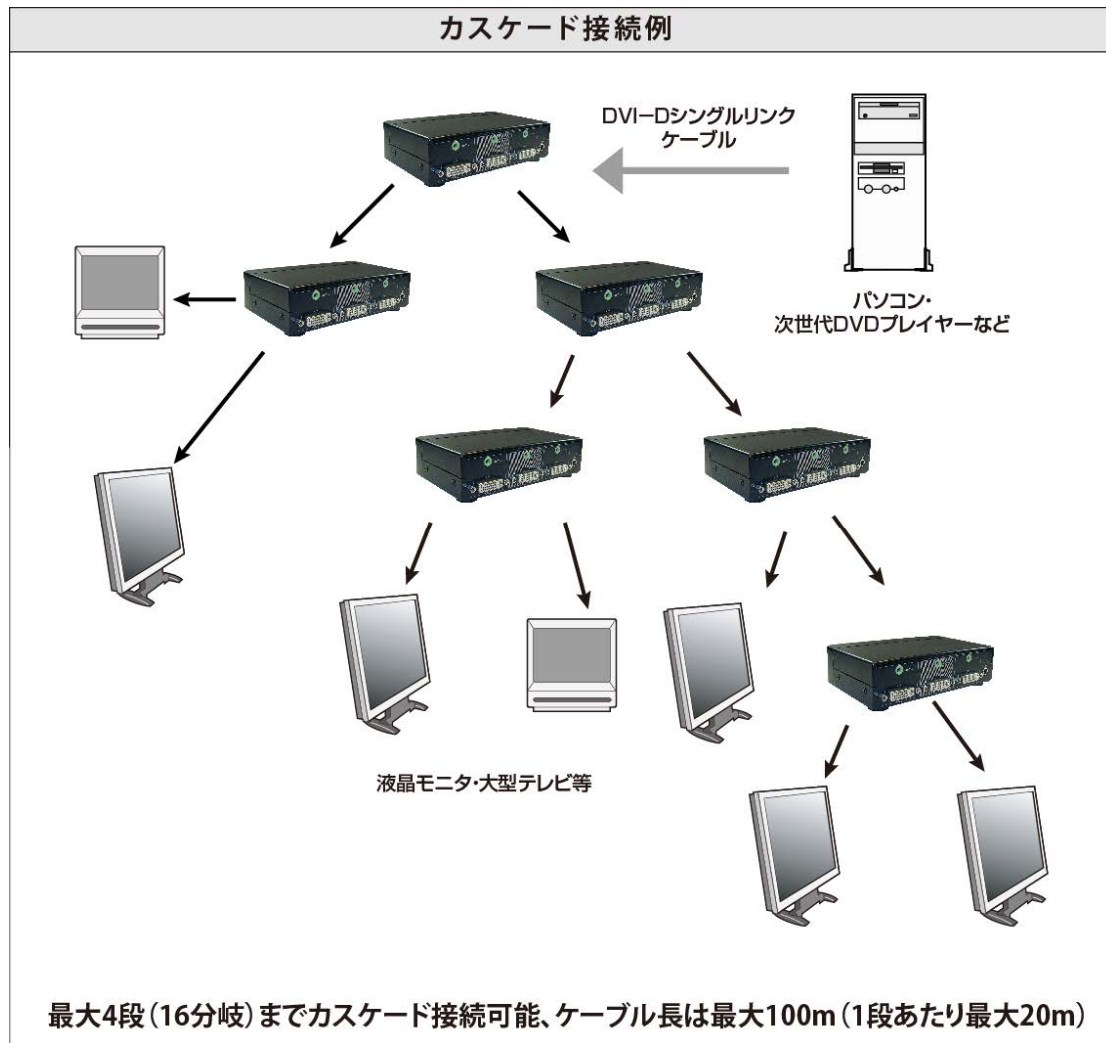 カスケード接続例
DVI−Dシングルリンク
ケーブル
パソコン・
次世代DVDプレイヤーなど
液晶モニタ・大型テレビ等
最大4段(16分岐)までカスケード接続可能、ケーブル長は最大100m(1段あたり最大20m)